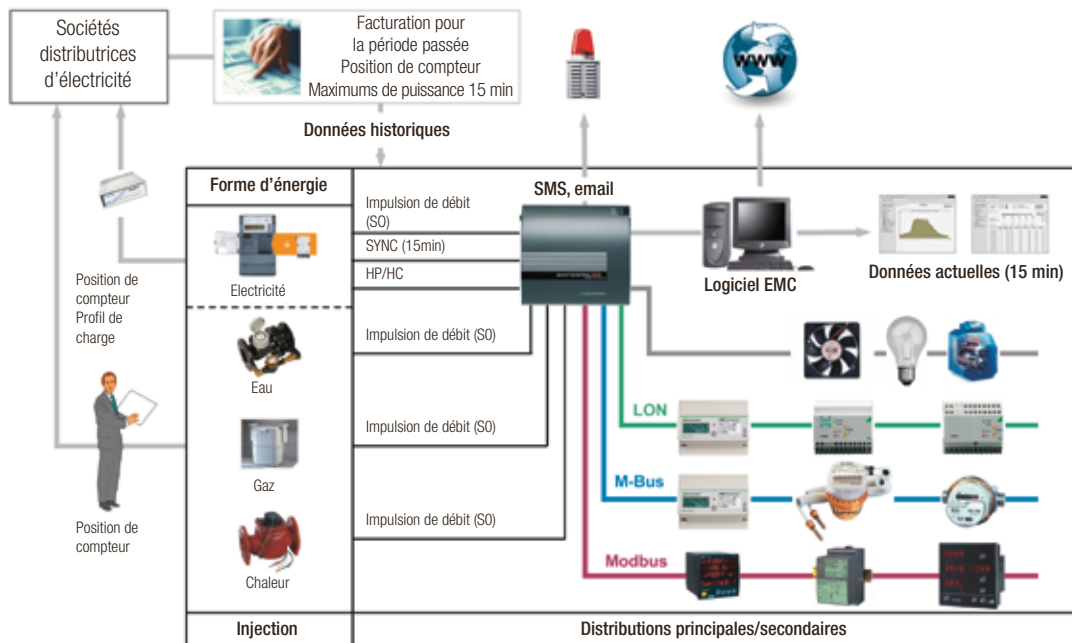 Sociétés
distributrices
d'électricité
Facturation pour
la période passée
Position de compteur
Maximums de puissance 15 min
Données historiques
www
Forme d'énergie
SMS, email
Impulsion de débit
(S0)
SYNC (15min)
HP/HC
Electricité
Logiciel EMC
Données actuelles (15 min)
Position de
compteur
Profil de
charge
Impulsion de débit (S0)
Eau
LON
Impulsion de débit (S0)
Gaz
M-Bus
Impulsion de débit (S0)
Position de
compteur
Chaleur
Modbus
Injection
Distributions principales/secondaires